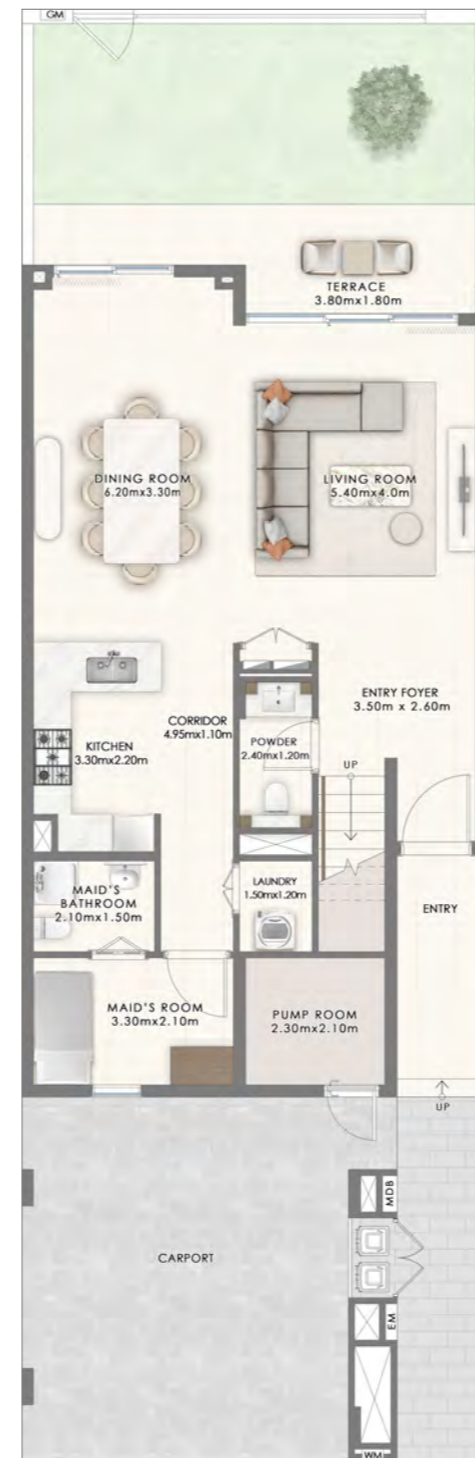 GM
TERRACE
3.80mx1.80m
DINING ROOM
6.20mx3.30m
LIVING ROOM
5.40mx4.0m
ENTRY FOYER
3.50m x 2.60m
CORRIDOR
4.95mx1.10m
KITCHEN
3.30mx2.20m
POWDER
2.40mx1.20m
UP
MAID'S
BATHROOM
2.10mx1.50m
LAUNDRY
1.50mx1.20m
ENTRY
MAID'S ROOM
3.30mx2.10m
PUMP ROOM
2.30mx2.10m
UP
MDB
CARPORT
EM
WM